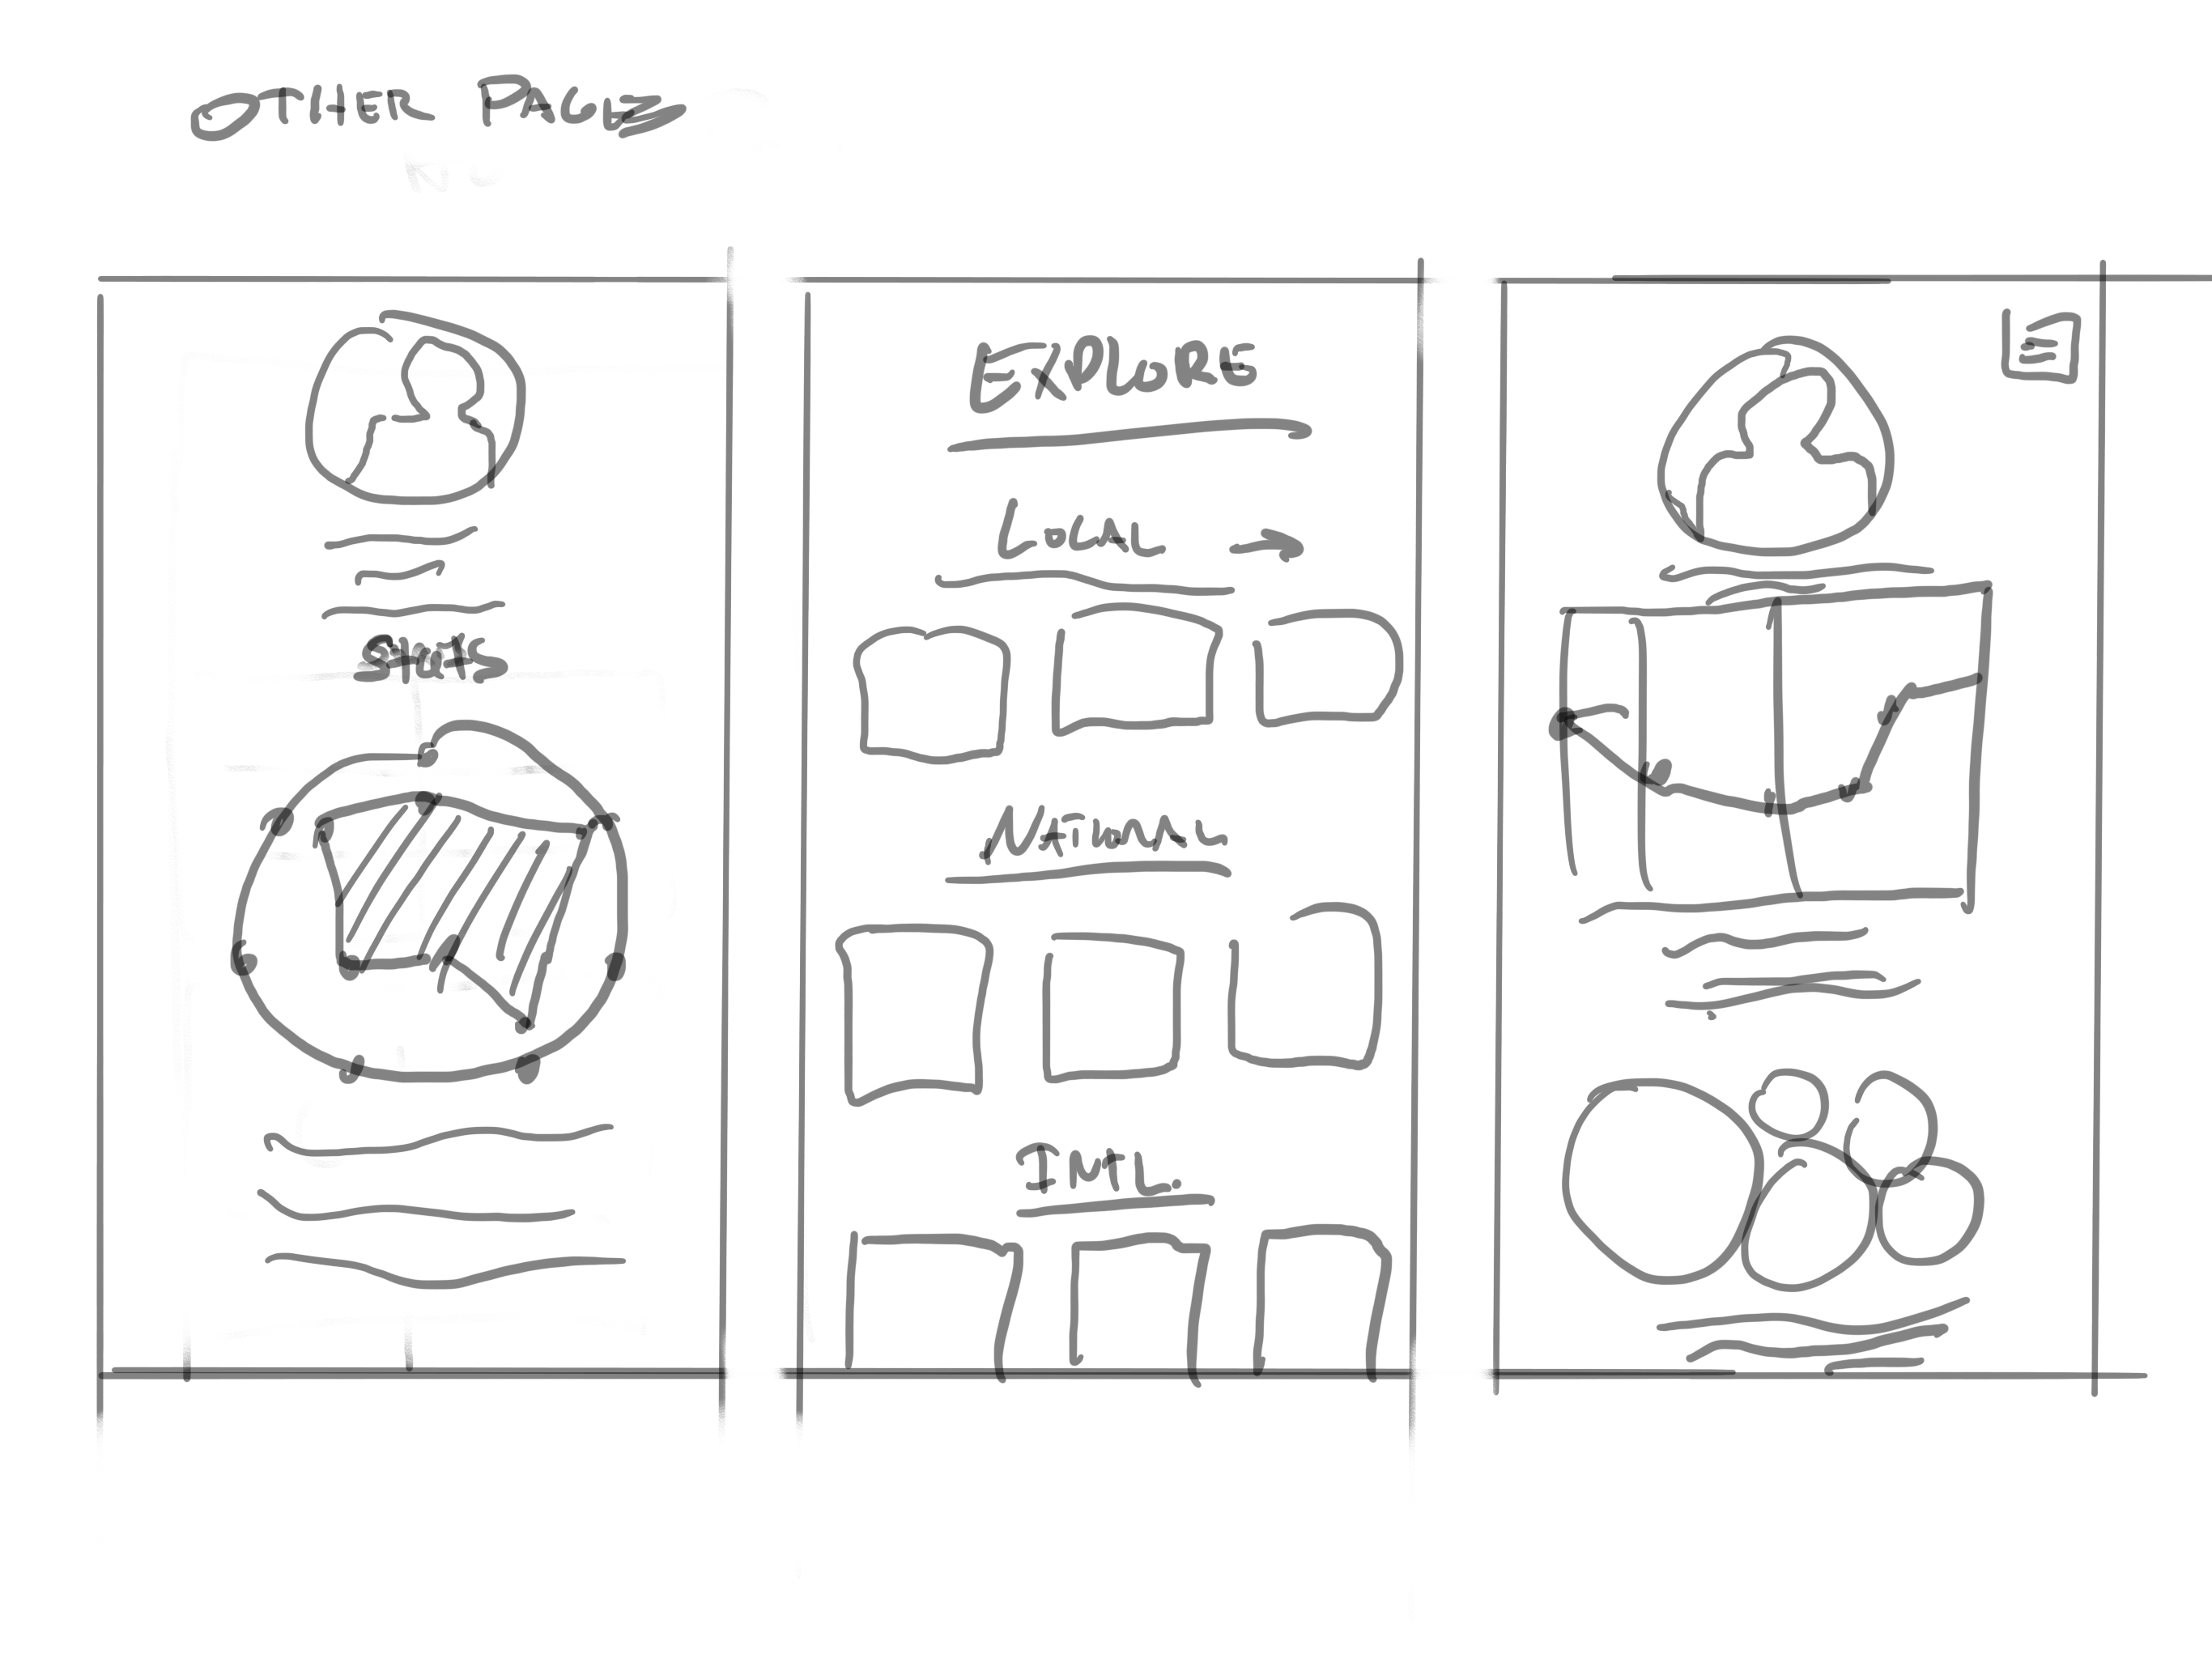 OTHER PAGES
Stats
EXPLORE
LOCAL →
NATIONAL
INTL.